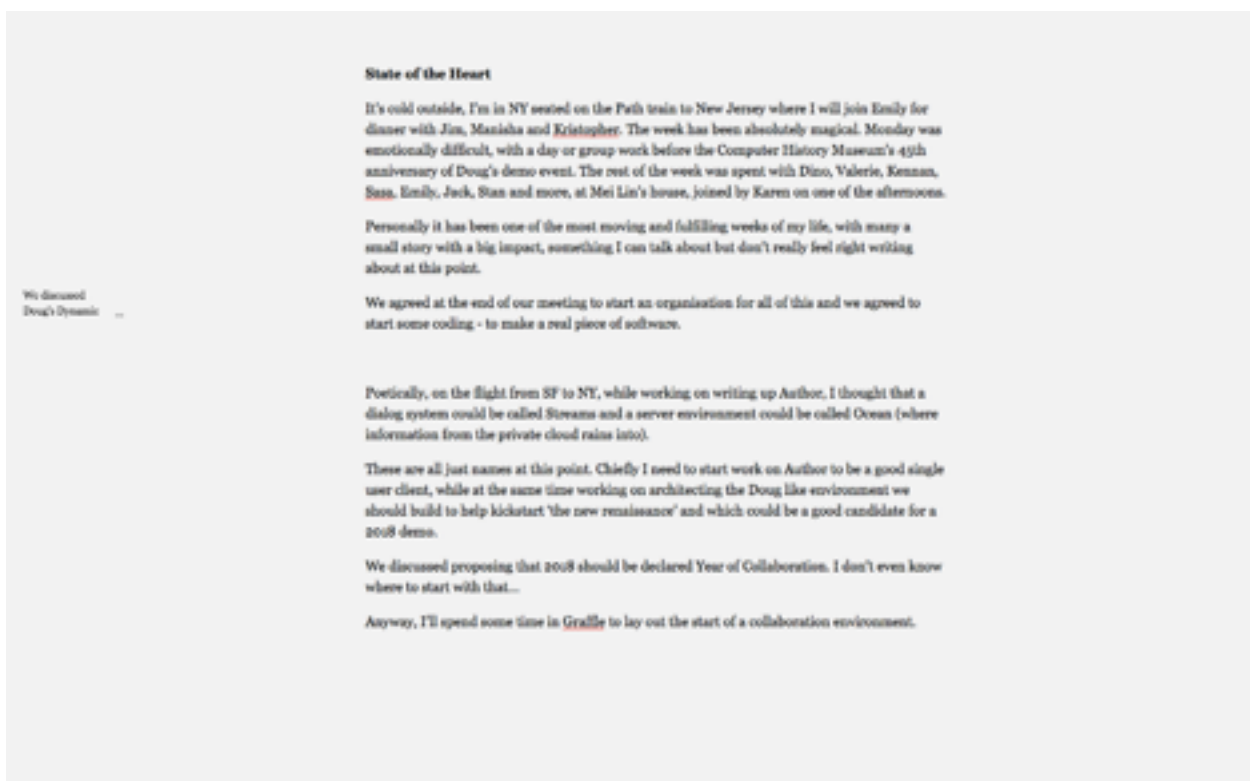 State of the Heart
It's cold outside, I'm in NY seated on the Path train to New Jersey where I will join Emily for
dinner with Jim, Manisha and Kristopher. The week has been absolutely magical. Monday was
emotionally difficult, with a day or group work before the Computer History Museum's 45th
anniversary of Doug's demo event. The rest of the week was spent with Dino, Valerie, Kennan,
Sasa, Emily, Jack, Stan and more, at Mei Lin's house, joined by Karen on one of the afternoons.
Personally it has been one of the most moving and fulfilling weeks of my life, with many a
small story with a big impact, something I can talk about but don't really feel right writing
about at this point.
We discussed
Doug's Dynamic ...
We agreed at the end of our meeting to start an organisation for all of this and we agreed to
start some coding - to make a real piece of software.
Poetically, on the flight from SF to NY, while working on writing up Author, I thought that a
dialog system could be called Streams and a server environment could be called Ocean (where
information from the private cloud rains into).
These are all just names at this point. Chiefly I need to start work on Author to be a good single
user client, while at the same time working on architecting the Doug like environment we
should build to help kickstart 'the new renaissance' and which could be a good candidate for a
2018 demo.
We discussed proposing that 2018 should be declared Year of Collaboration. I don't even know
where to start with that...
Anyway, I'll spend some time in Graffle to lay out the start of a collaboration environment.